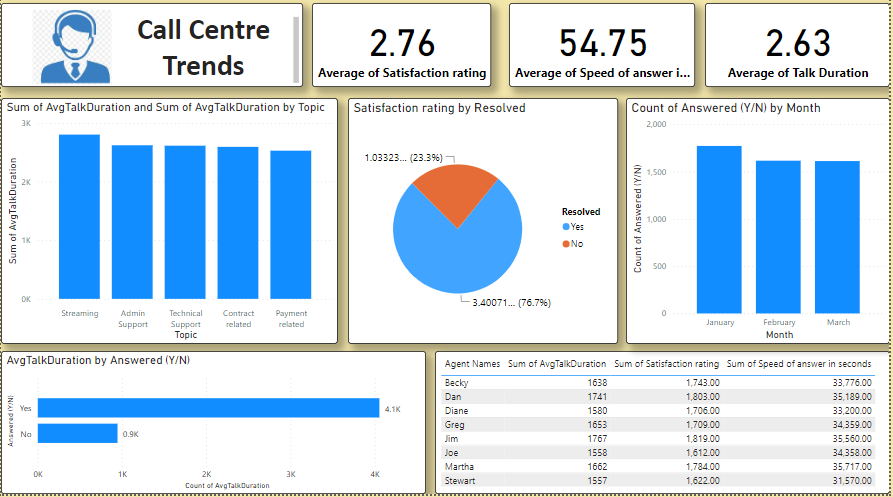 Call Centre
Trends
2.76
Average of Satisfaction rating
54.75
Average of Speed of answer i...
2.63
Average of Talk Duration
Sum of AvgTalkDuration and Sum of AvgTalkDuration by Topic
Sum of AvgTalkDuration
3K
2K
1K
0K
Streaming
Admin
Support
Technical
Support
Contract
related
Payment
related
Topic
Satisfaction rating by Resolved
1.03323... (23.3%)
3.40071... (76.7%)
Resolved
Yes
No
Count of Answered (Y/N) by Month
Count of Answered (Y/N)
2,000
1,500
1,000
500
0
January February March
Month
AvgTalkDuration by Answered (Y/N)
Answered (Y/N)
Yes 4.1K
No 0.9K
0K 1K 2K 3K 4K
Count of AvgTalkDuration
Agent Names Sum of AvgTalkDuration Sum of Satisfaction rating Sum of Speed of answer in seconds
Becky 1638 1,743.00 33,776.00
Dan 1741 1,803.00 35,189.00
Diane 1580 1,706.00 33,200.00
Greg 1653 1,709.00 34,359.00
Jim 1767 1,819.00 35,560.00
Joe 1558 1,612.00 34,358.00
Martha 1662 1,784.00 35,717.00
Stewart 1557 1,622.00 31,570.00